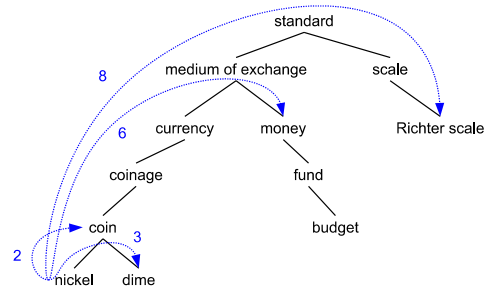 standard
8
medium of exchange
scale
6
currency
money
Richter scale
coinage
fund
coin
budget
2
3
nickel
dime